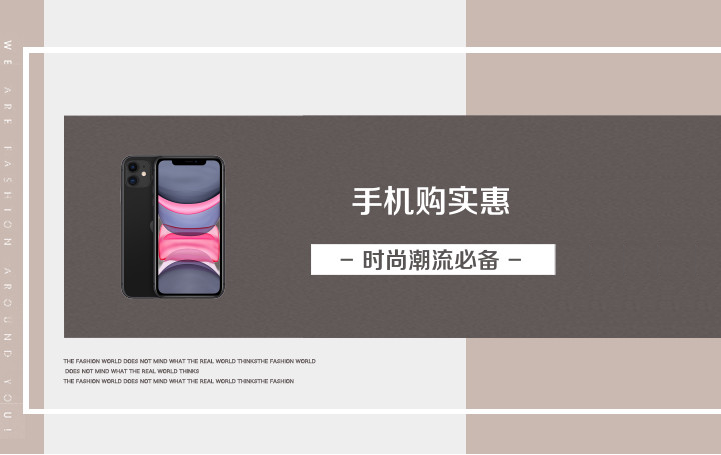 WE ARE FASHION AROUND YOU!
手机购实惠
- 时尚潮流必备 -
THE FASHION WORLD DOES NOT MIND WHAT THE REAL WORLD THINKSTHE FASHION WORLD
DOES NOT MIND WHAT THE REAL WORLD THINKS
THE FASHION WORLD DOES NOT MIND WHAT THE REAL WORLD THINKSTHE FASHION